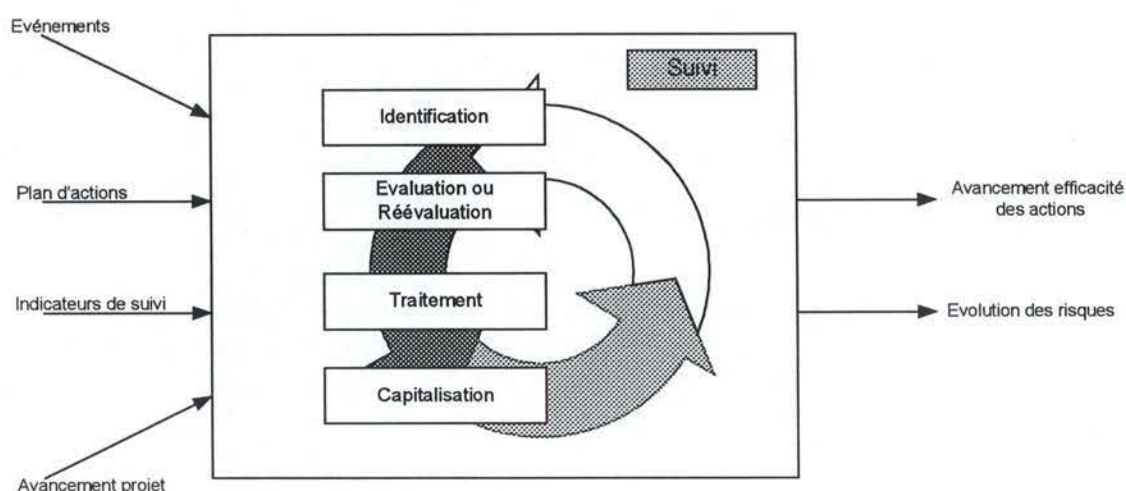 Evénements
Plan d'actions
Indicateurs de suivi
Avancement projet
Suivi
Identification
Evaluation ou
Réévaluation
Traitement
Capitalisation
Avancement efficacité
des actions
Evolution des risques